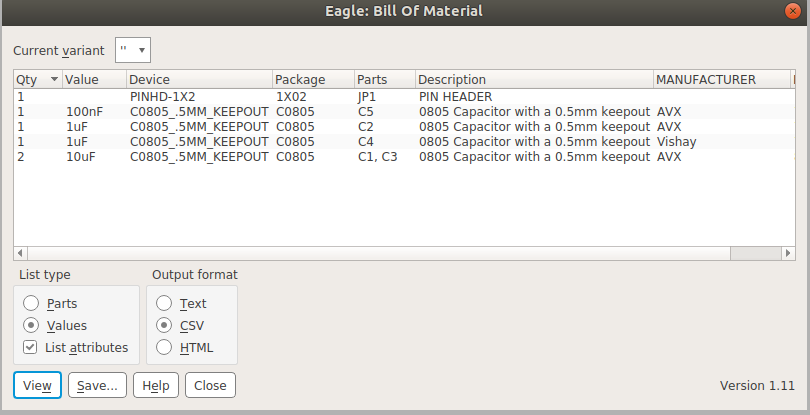 Eagle: Bill Of Material
Current variant ''
Qty Value Device Package Parts Description MANUFACTURER
1 PINHD-1X2 1X02 JP1 PIN HEADER
1 100nF C0805_.5MM_KEEPOUT C0805 C5 0805 Capacitor with a 0.5mm keepout AVX
1 1uF C0805_.5MM_KEEPOUT C0805 C2 0805 Capacitor with a 0.5mm keepout AVX
1 1uF C0805_.5MM_KEEPOUT C0805 C4 0805 Capacitor with a 0.5mm keepout Vishay
2 10uF C0805_.5MM_KEEPOUT C0805 C1, C3 0805 Capacitor with a 0.5mm keepout AVX
List type Output format
Parts Text
Values CSV
List attributes HTML
View Save... Help Close Version 1.11